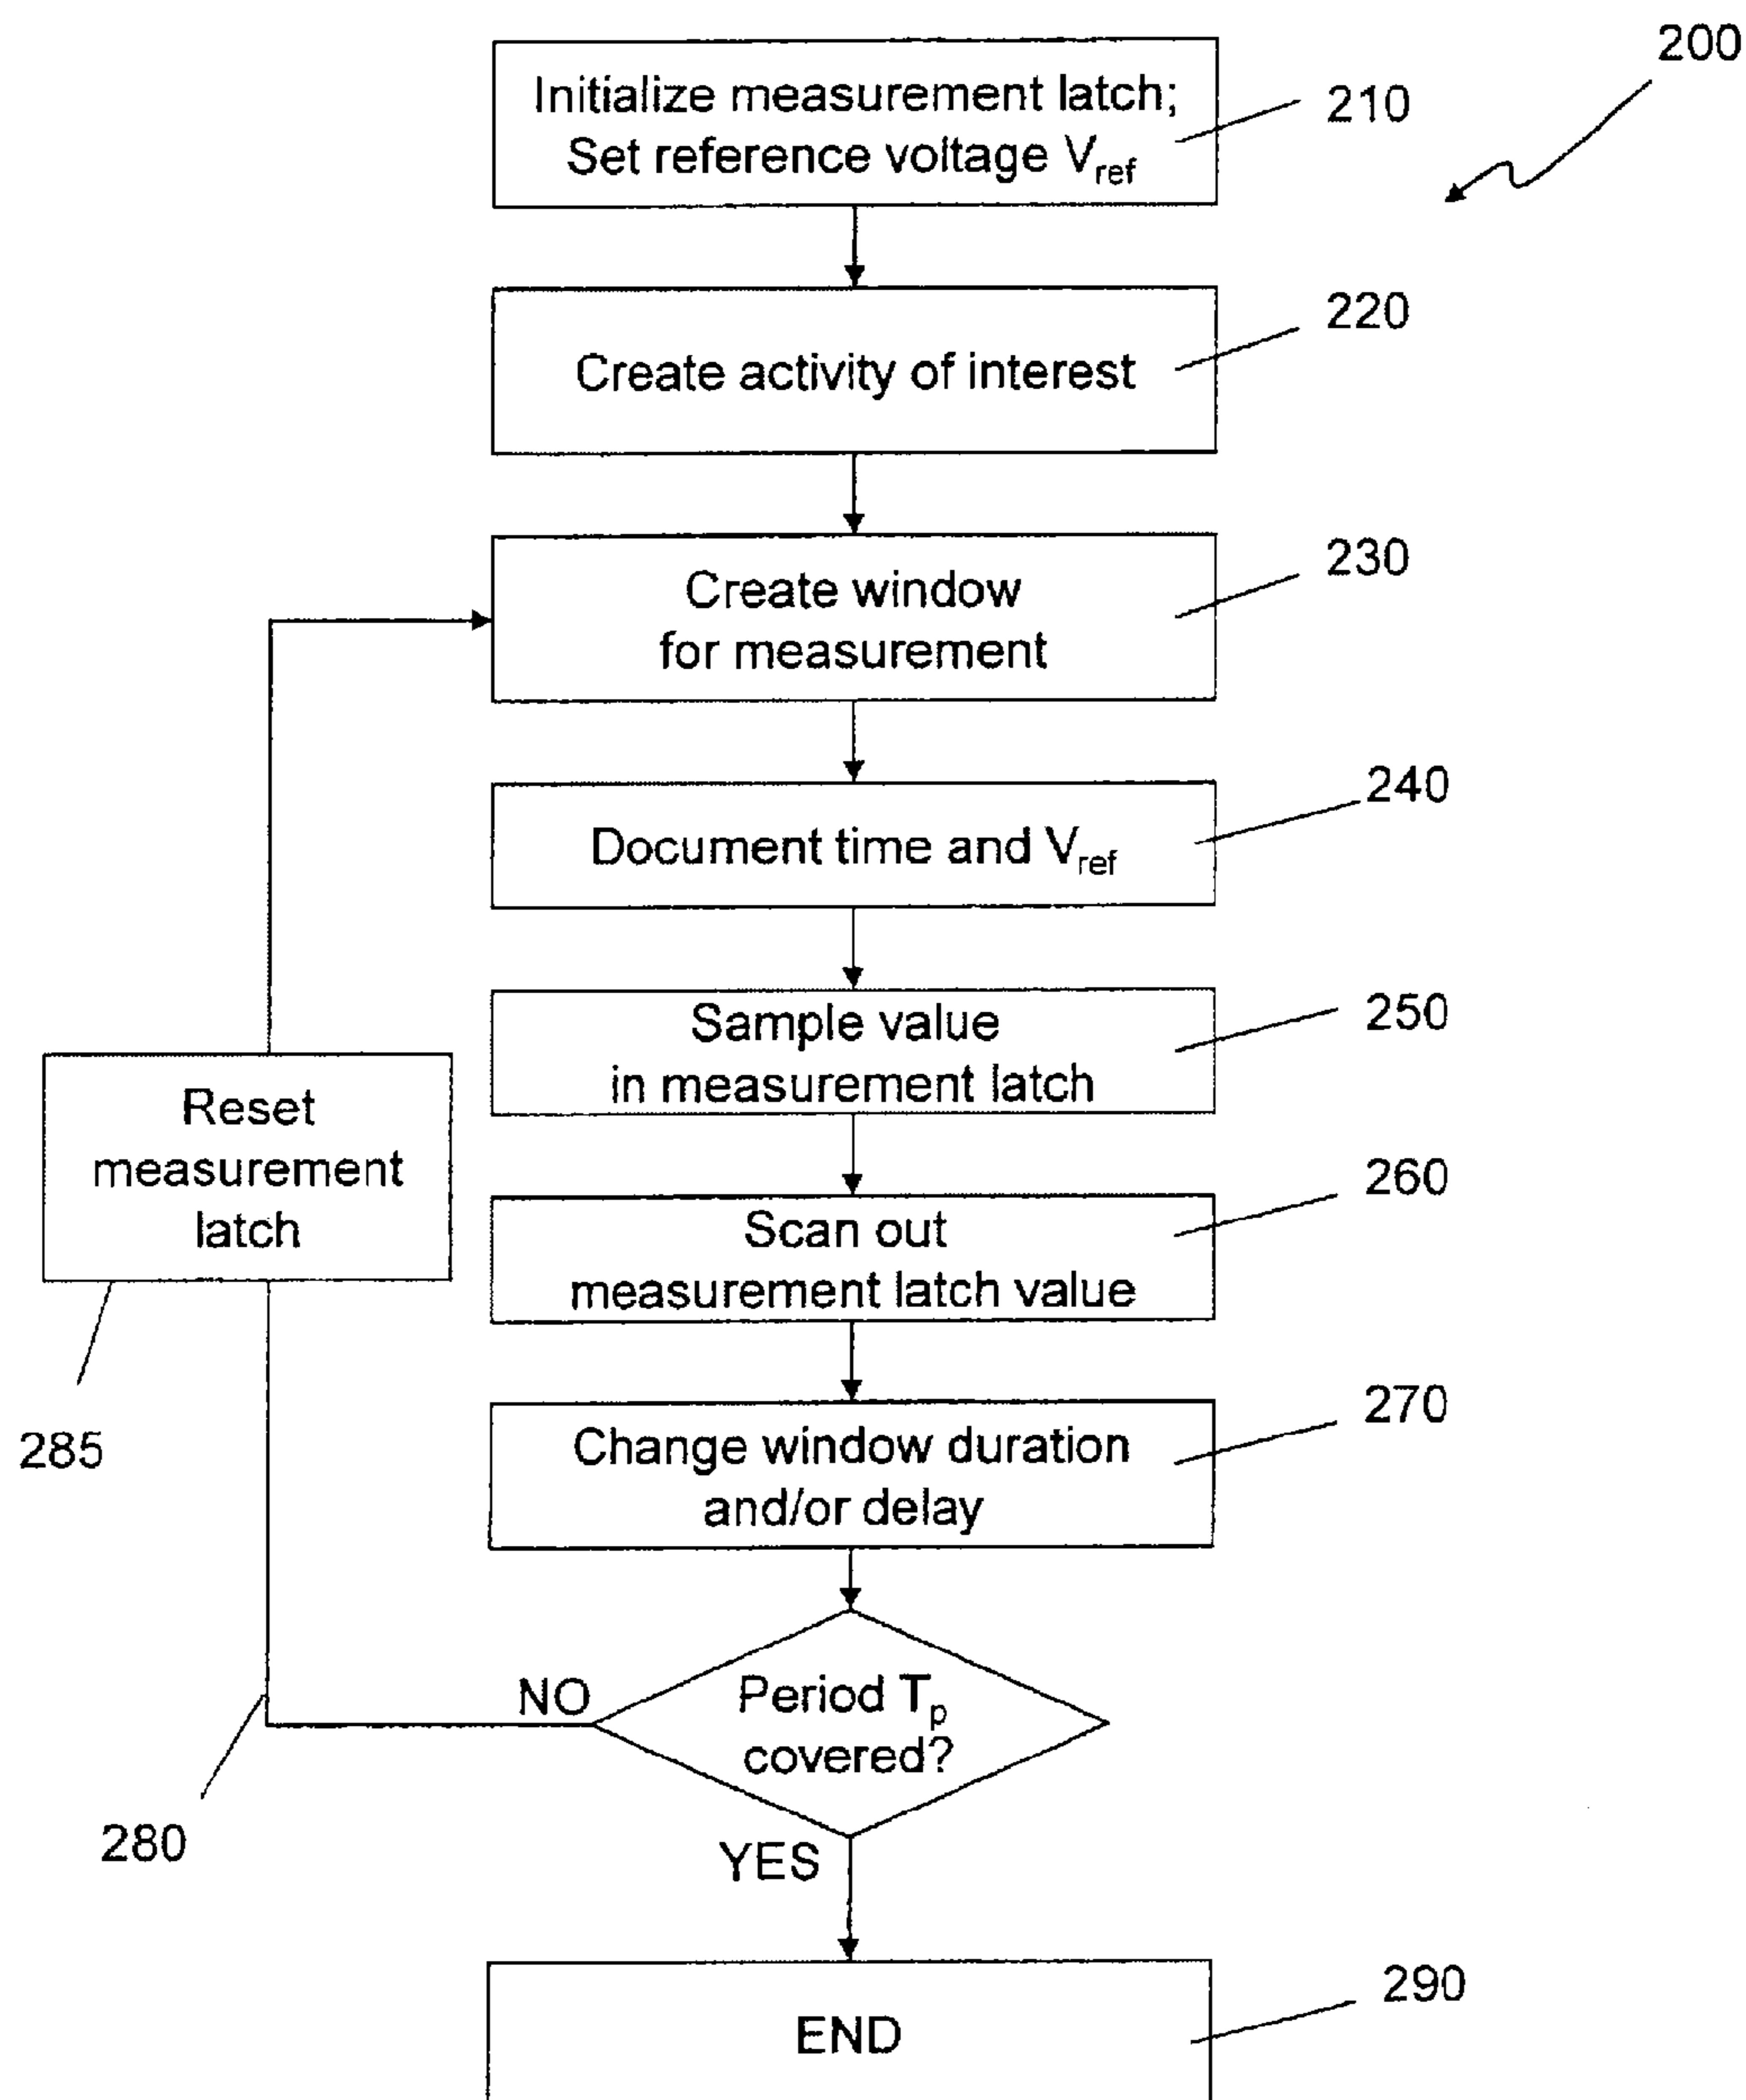 200
Initialize measurement latch;
Set reference voltage Vref
210
220
Create activity of interest
230
Create window
for measurement
240
Document time and Vref
250
Sample value
in measurement latch
Reset
measurement
latch
285
260
Scan out
measurement latch value
270
Change window duration
and/or delay
NO
Period Tp
covered?
280
YES
290
END